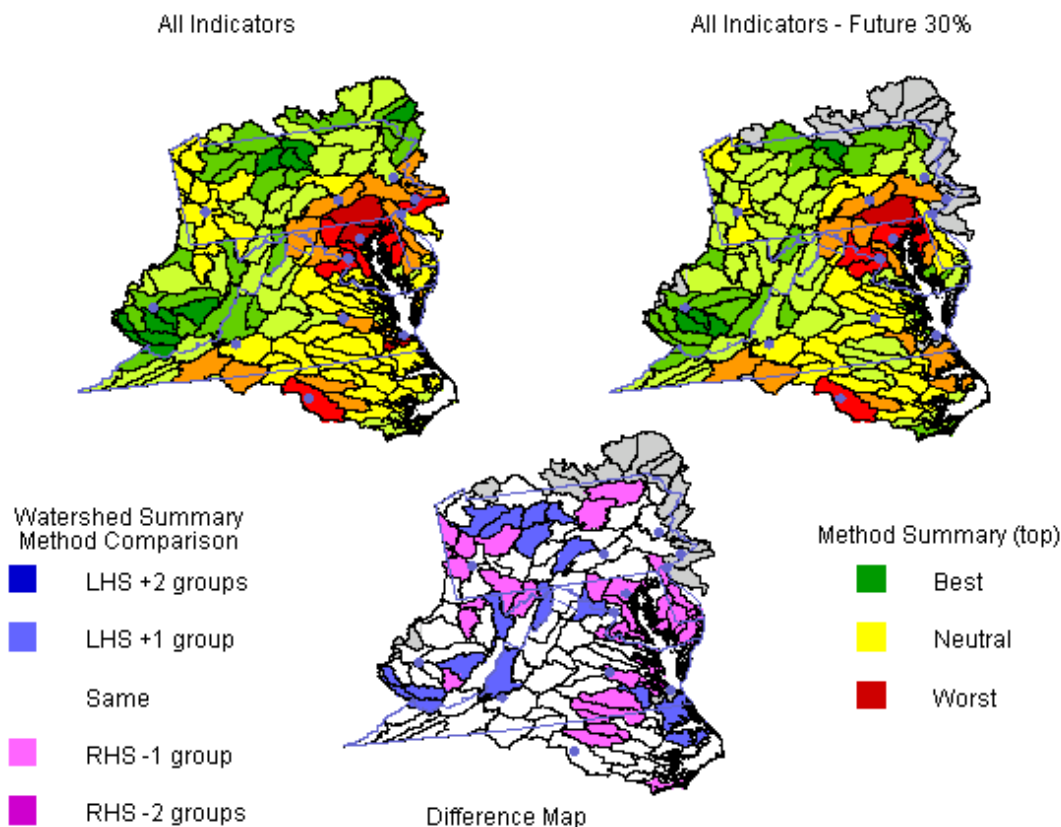 All Indicators
All Indicators - Future 30%
Watershed Summary
Method Comparison
LHS +2 groups
LHS +1 group
Same
RHS -1 group
RHS -2 groups
Difference Map
Method Summary (top)
Best
Neutral
Worst